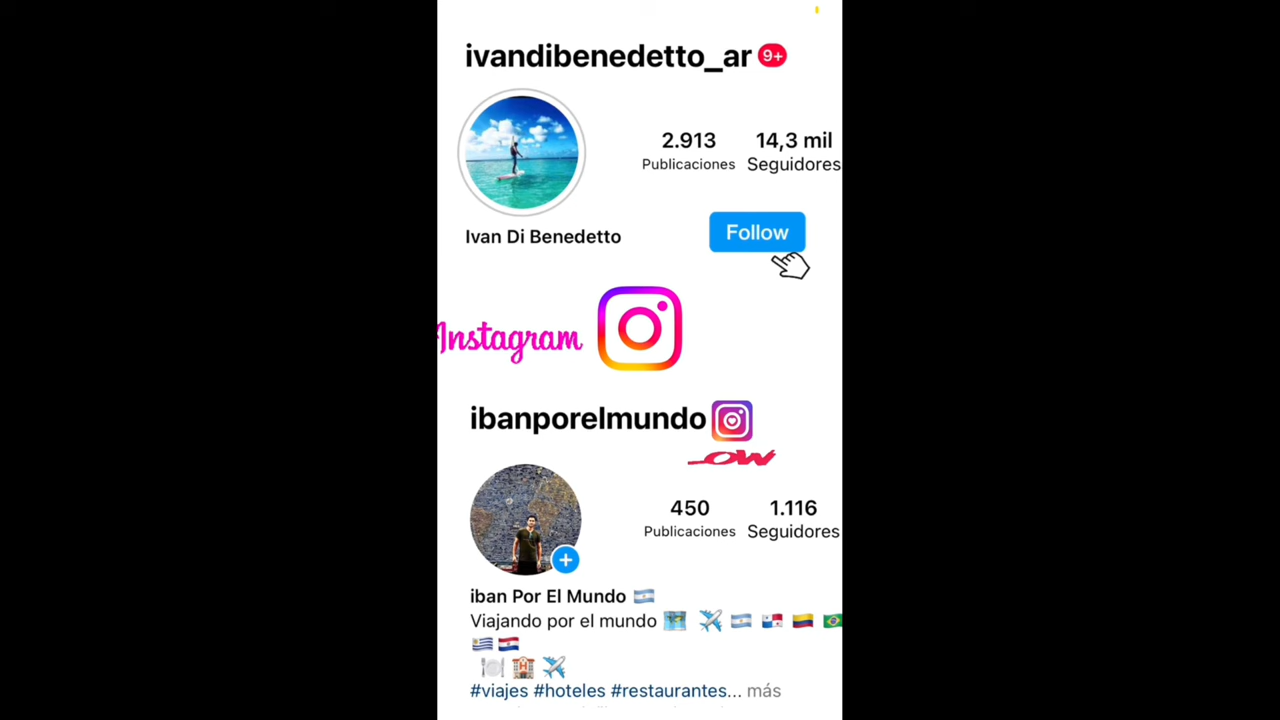 ivandibenedetto_ar 9+
2.913 14,3 mil
Publicaciones Seguidores
Ivan Di Benedetto
Follow
Instagram
ibanporelmundo
OW
450 1.116
Publicaciones Seguidores
iban Por El Mundo
Viajando por el mundo
#viajes #hoteles #restaurantes... más